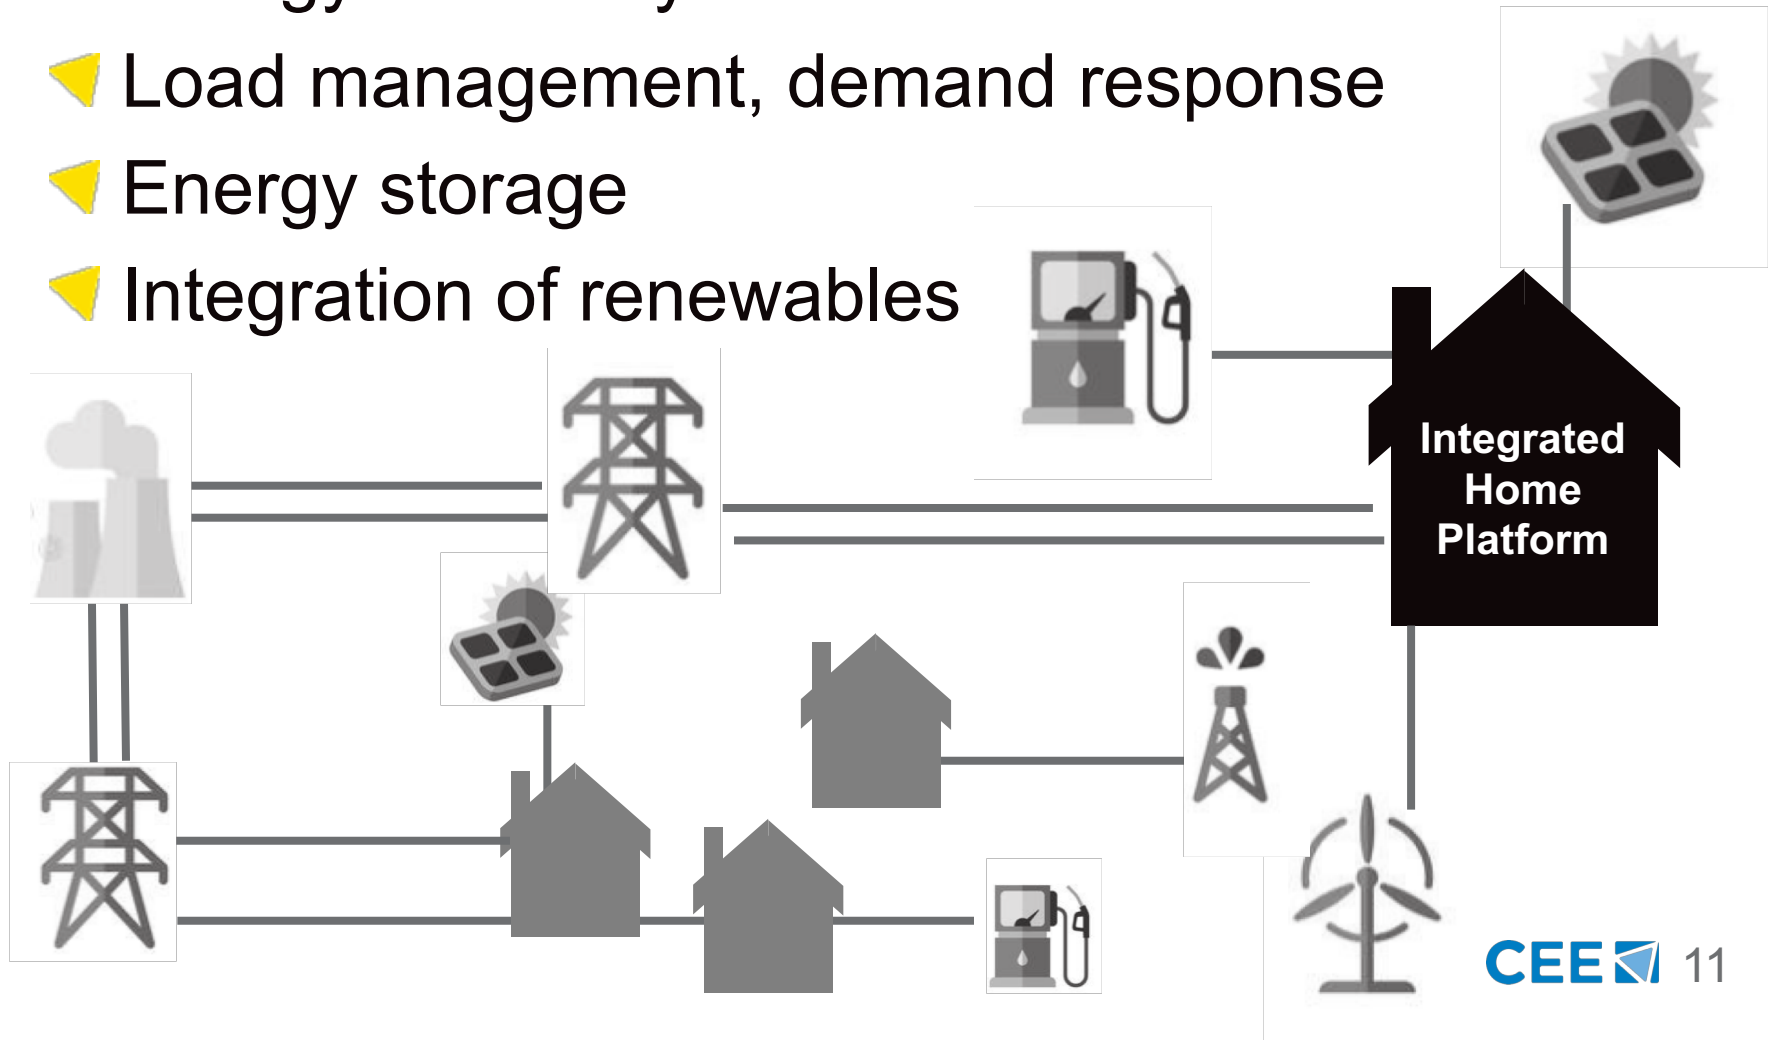 Load management, demand response
Energy storage
Integration of renewables
Integrated
Home
Platform
CEE 11